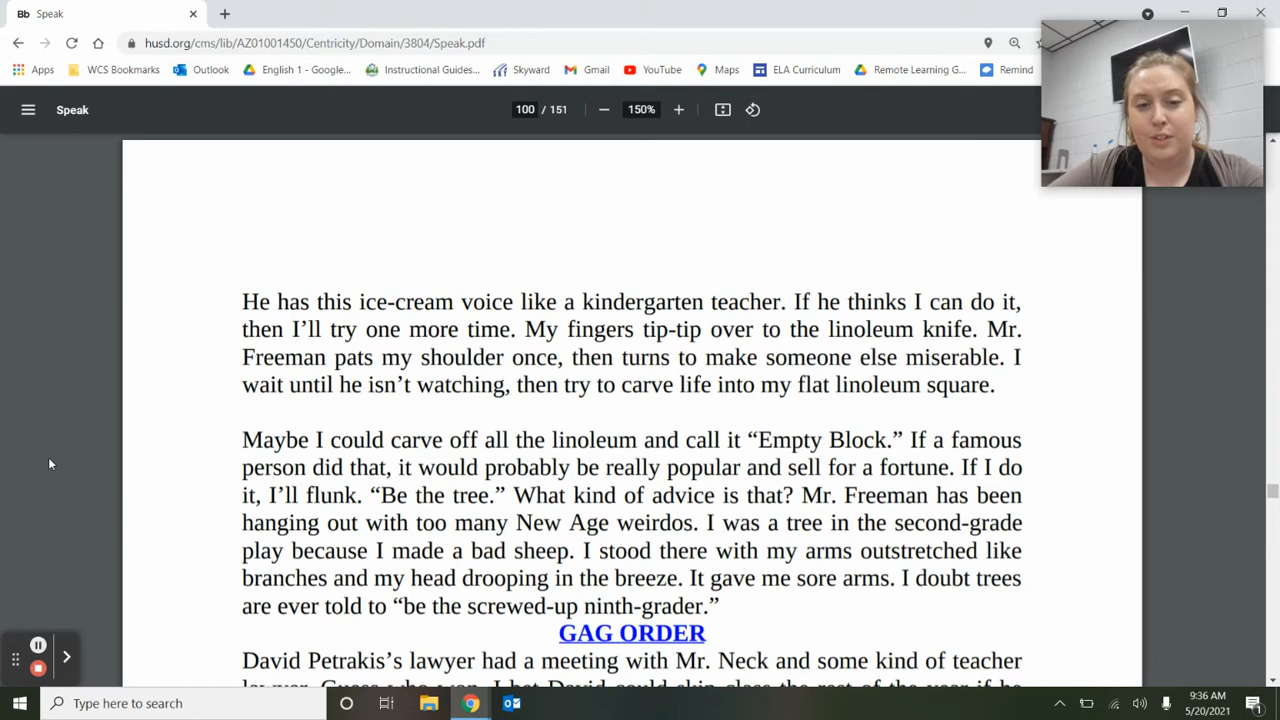 Bb Speak
husd.org/cms/lib/AZ01001450/Centricity/Domain/3804/Speak.pdf
Apps WCS Bookmarks Outlook English 1 - Google... Instructional Guides... Skyward Gmail YouTube Maps ELA Curriculum Remote Learning G... Remind
Speak 100 / 151 150%
He has this ice-cream voice like a kindergarten teacher. If he thinks I can do it,
then I’ll try one more time. My fingers tip-tip over to the linoleum knife. Mr.
Freeman pats my shoulder once, then turns to make someone else miserable. I
wait until he isn’t watching, then try to carve life into my flat linoleum square.
Maybe I could carve off all the linoleum and call it “Empty Block.” If a famous
person did that, it would probably be really popular and sell for a fortune. If I do
it, I’ll flunk. “Be the tree.” What kind of advice is that? Mr. Freeman has been
hanging out with too many New Age weirdos. I was a tree in the second-grade
play because I made a bad sheep. I stood there with my arms outstretched like
branches and my head drooping in the breeze. It gave me sore arms. I doubt trees
are ever told to “be the screwed-up ninth-grader.”
GAG ORDER
David Petrakis’s lawyer had a meeting with Mr. Neck and some kind of teacher
Type here to search
9:36 AM
5/20/2021